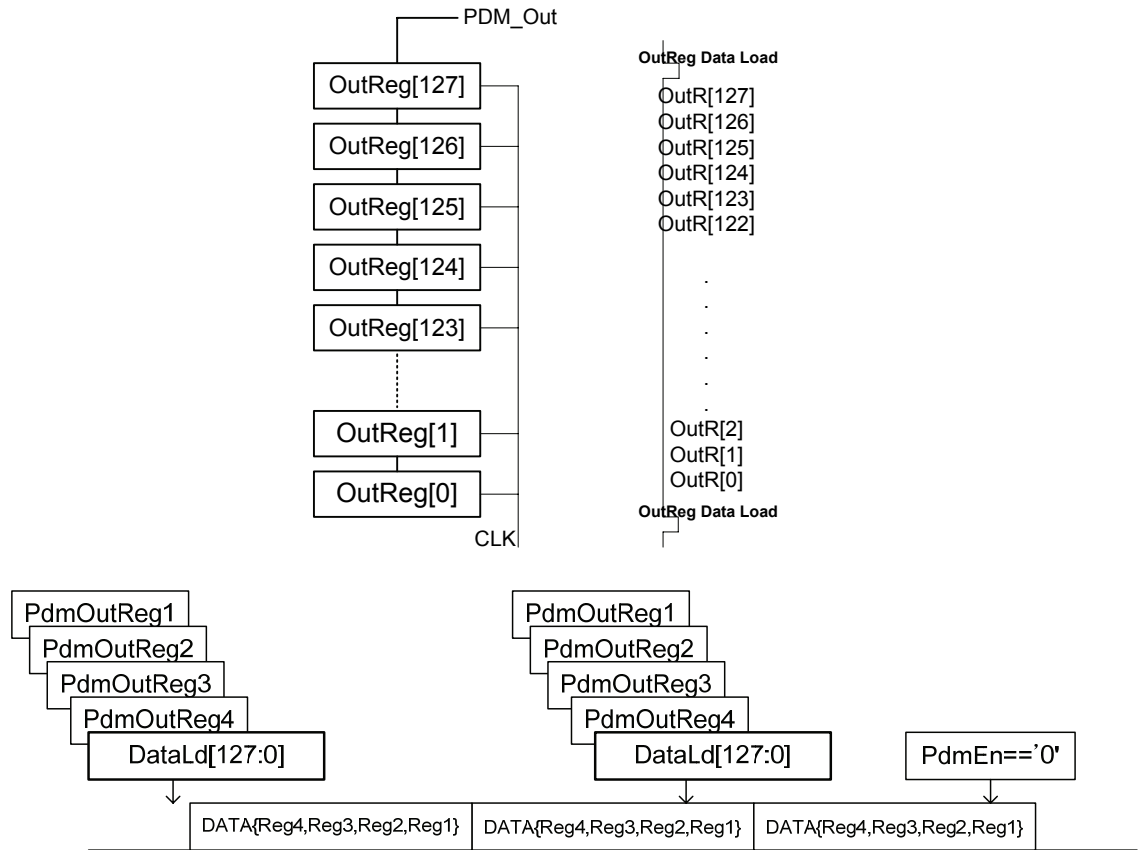 PDM_Out
OutReg[127]
OutReg[126]
OutReg[125]
OutReg[124]
OutReg[123]
OutReg[1]
OutReg[0]
CLK
OutReg Data Load
OutR[127]
OutR[126]
OutR[125]
OutR[124]
OutR[123]
OutR[122]
.
.
.
.
.
.
OutR[2]
OutR[1]
OutR[0]
OutReg Data Load
PdmOutReg1
PdmOutReg2
PdmOutReg3
PdmOutReg4
DataLd[127:0]
PdmOutReg1
PdmOutReg2
PdmOutReg3
PdmOutReg4
DataLd[127:0]
PdmEn=='0'
DATA{Reg4,Reg3,Reg2,Reg1}
DATA{Reg4,Reg3,Reg2,Reg1}
DATA{Reg4,Reg3,Reg2,Reg1}